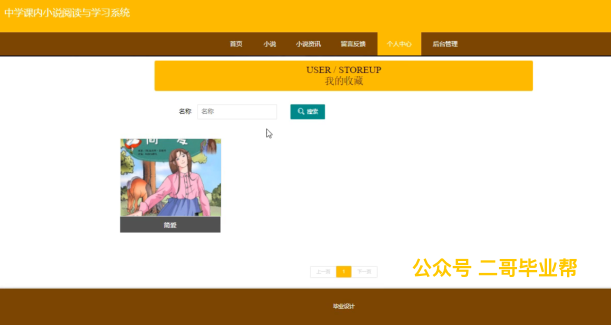 中学课内小说阅读与学习系统
首页 小说 小说资讯 留言反馈 个人中心 后台管理
USER / STOREUP
我的收藏
名称 名称 搜索
简爱
简爱
上一页 1 下一页
公众号 二哥毕业帮
毕业设计